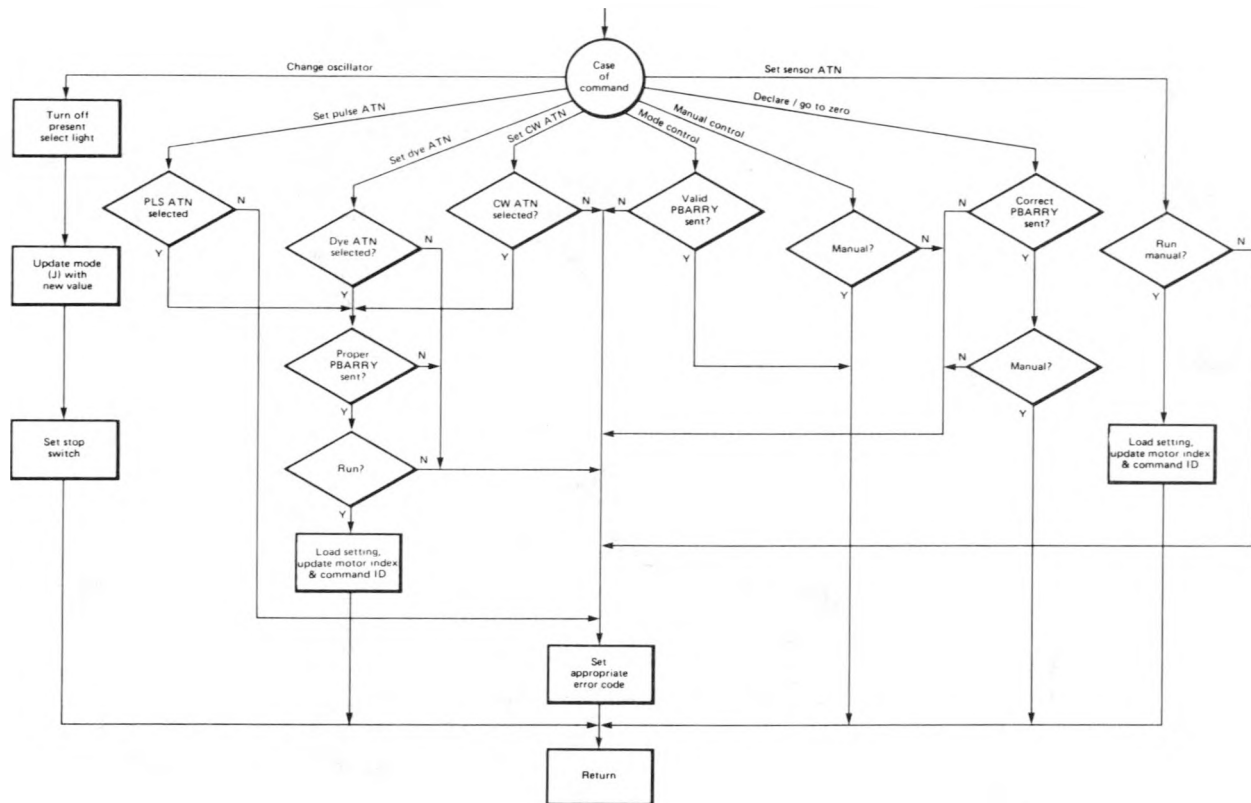 Case
of
command
Change oscillator
Set pulse ATN
Set dye ATN
Set CW ATN
Mode control
Manual control
Declare / go to zero
Set sensor ATN
Turn off
present
select light
Update mode
(J) with
new value
Set stop
switch
PLS ATN
selected
N
Y
Dye ATN
selected?
N
Y
CW ATN
selected?
N
Y
Valid
PBARRY
sent?
N
Y
Manual?
N
Y
Correct
PBARRY
sent?
N
Y
Run
manual?
N
Y
Proper
PBARRY
sent?
N
Y
Manual?
N
Y
Run?
N
Y
Load setting,
update motor index
& command ID
Load setting,
update motor index
& command ID
Set
appropriate
error code
Return